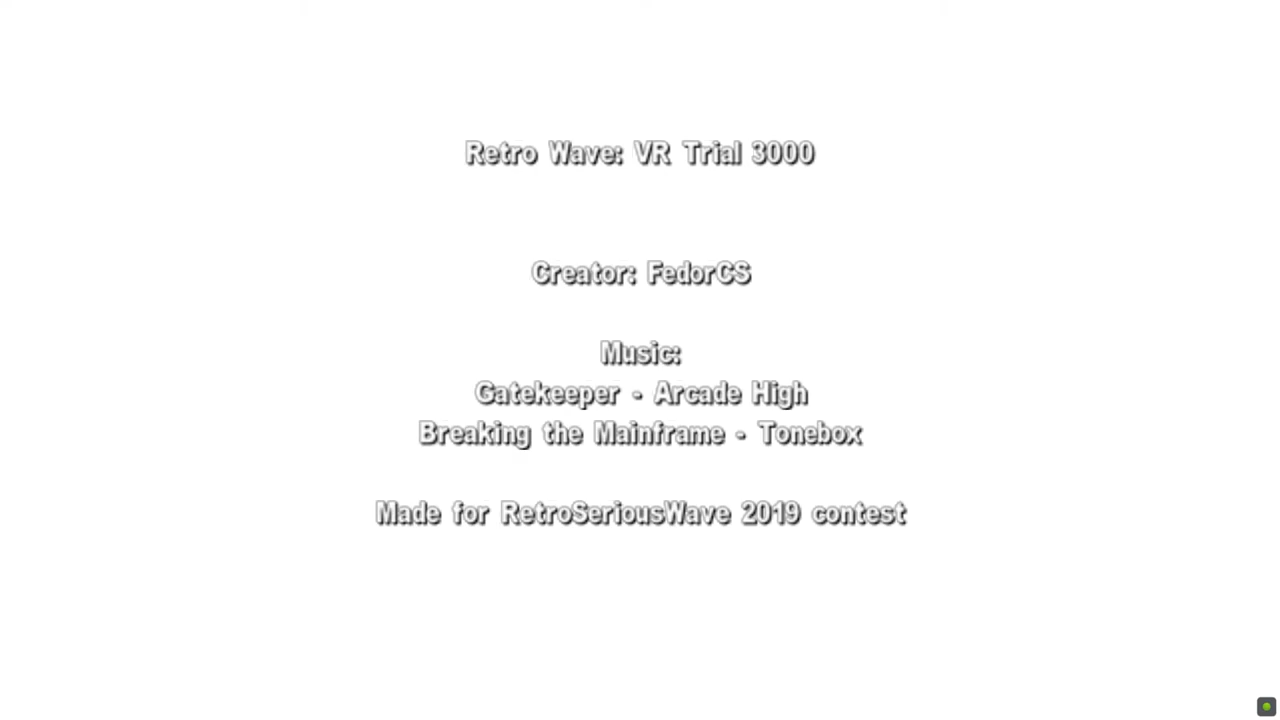 Retro Wave: VR Trial 3000
Creator: FedorCS
Music:
Gatekeeper - Arcade High
Breaking the Mainframe - Tonebox
Made for RetroSeriousWave 2019 contest